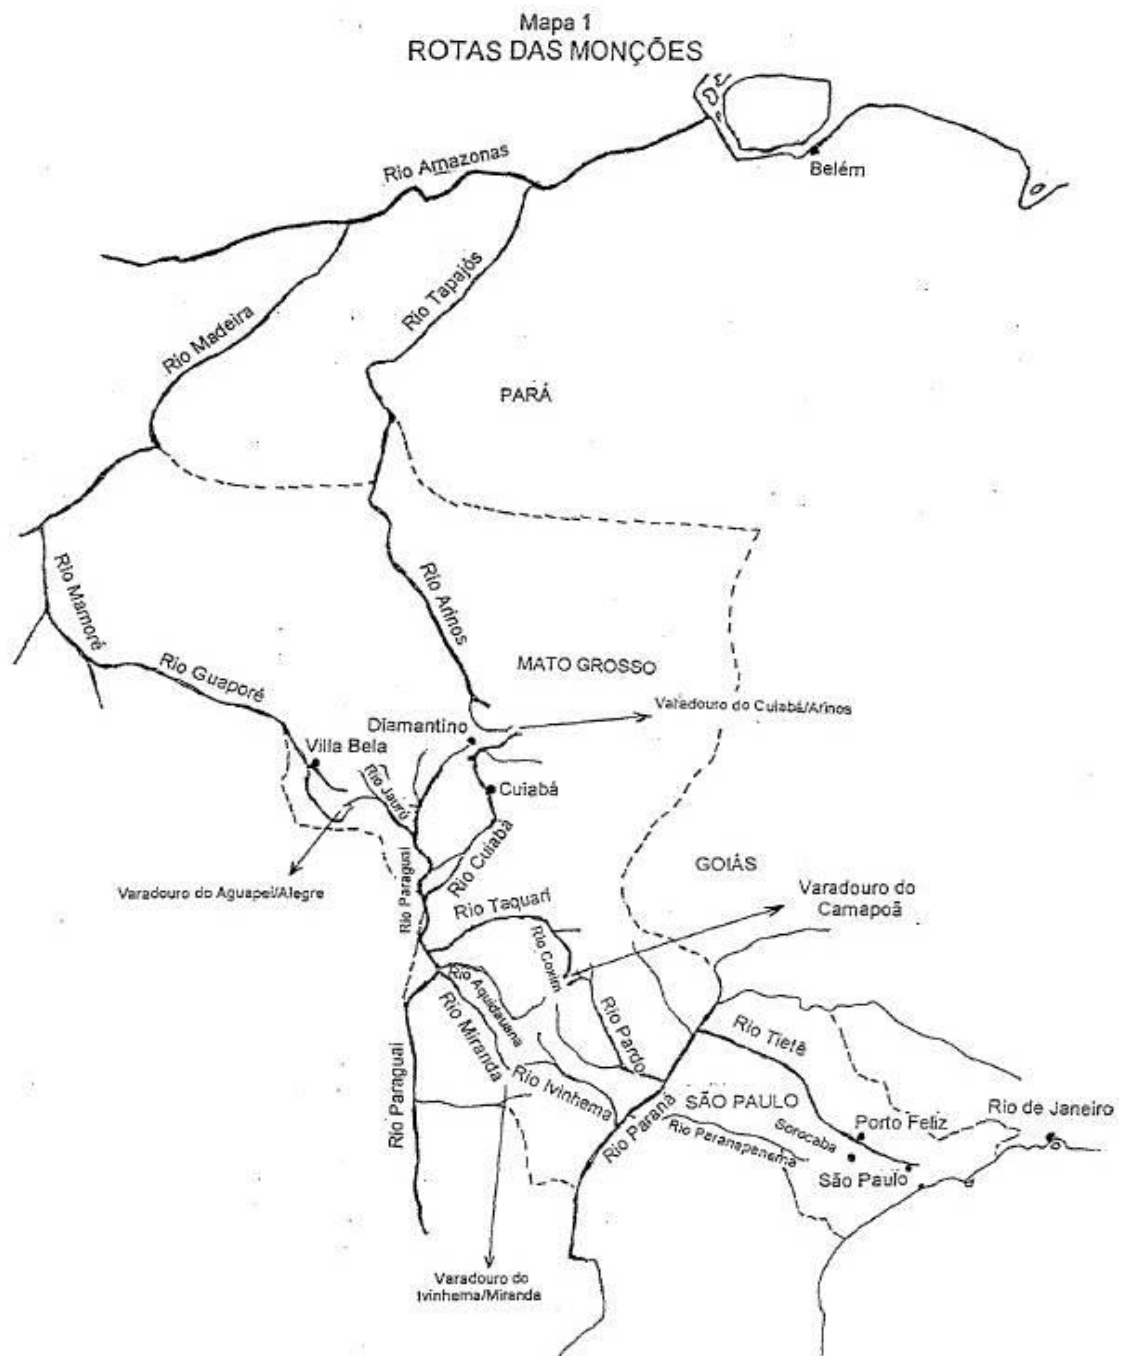 Mapa 1
ROTAS DAS MONÇÕES
Rio Amazonas
Belém
Rio Tapajós
Rio Madeira
PARÁ
Rio Mamoré
Rio Arinos
Rio Guaporé
MATO GROSSO
Varadouro do Cuiabá/Arinos
Diamantino
Villa Bela
Rio Jaurú
Cuiabá
Rio Cuiabá
GOIÁS
Varadouro do Aguapeí/Alegre
Rio Paraguai
Varadouro do
Camapoã
Rio Taquari
Rio Coxim
Rio Aquidauana
Rio Miranda
Rio Pardo
Rio Tietê
Rio Paraguai
Rio Ivinhema
Rio Paraná
SÃO PAULO
Rio Paranapanema
Sorocaba
Porto Feliz
Rio de Janeiro
São Paulo
Varadouro do
Ivinhema/Miranda